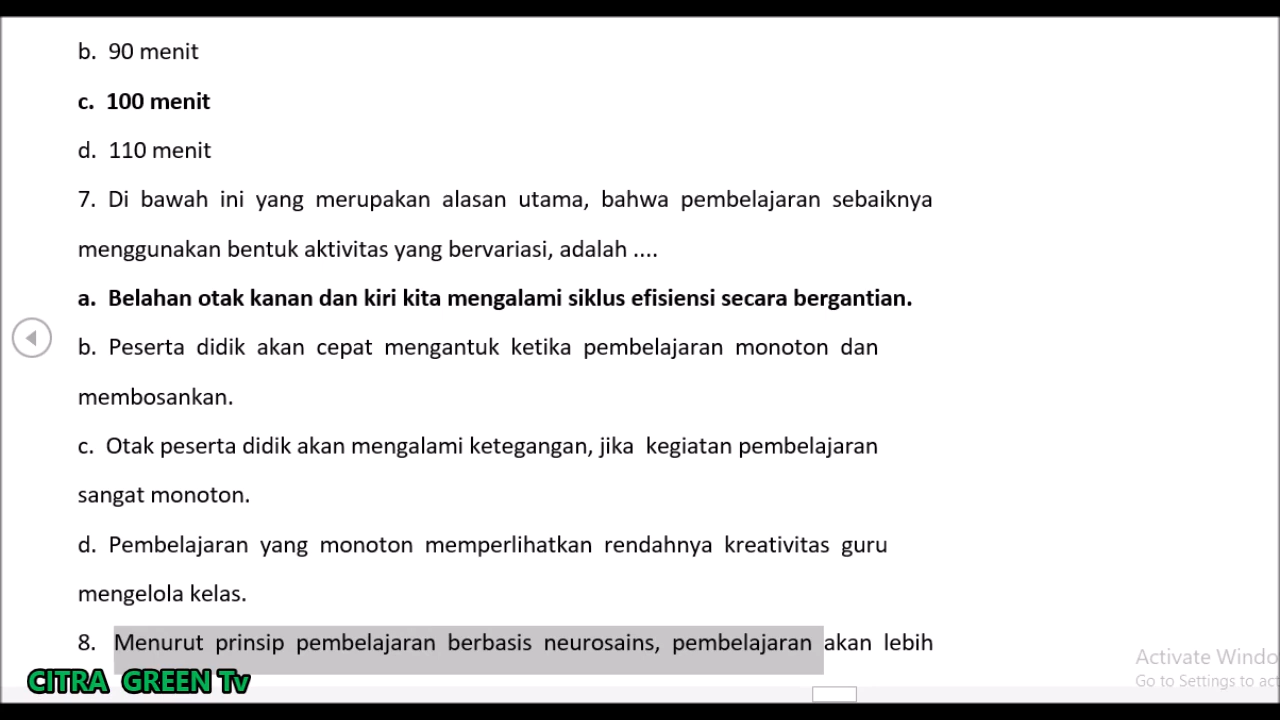 b. 90 menit
c. 100 menit
d. 110 menit
7. Di bawah ini yang merupakan alasan utama, bahwa pembelajaran sebaiknya
menggunakan bentuk aktivitas yang bervariasi, adalah ....
a. Belahan otak kanan dan kiri kita mengalami siklus efisiensi secara bergantian.
b. Peserta didik akan cepat mengantuk ketika pembelajaran monoton dan
membosankan.
c. Otak peserta didik akan mengalami ketegangan, jika kegiatan pembelajaran
sangat monoton.
d. Pembelajaran yang monoton memperlihatkan rendahnya kreativitas guru
mengelola kelas.
8. Menurut prinsip pembelajaran berbasis neurosains, pembelajaran akan lebih
Activate Windo
Go to Settings to act
CITRA GREEN Tv